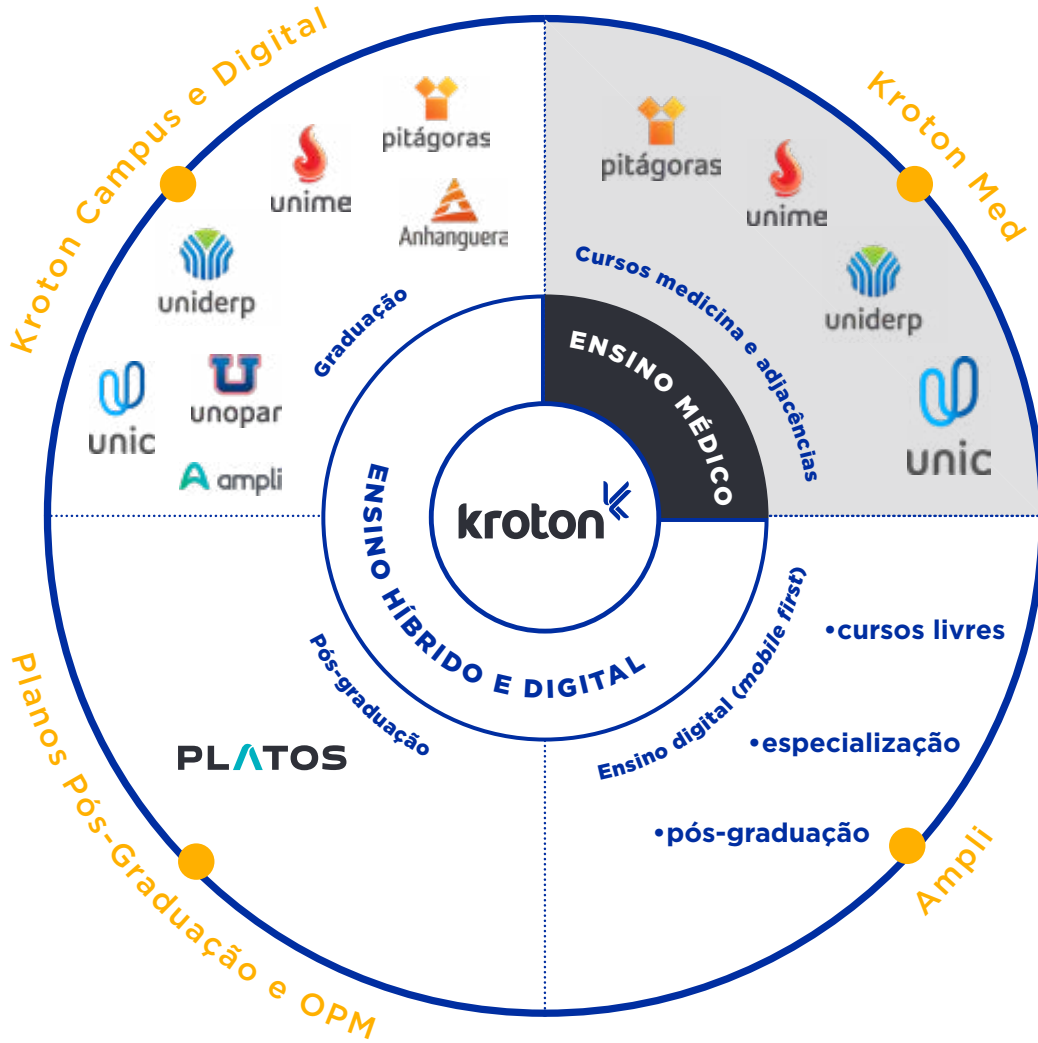 Kroton Campus e Digital
pitágoras
unime
Anhanguera
uniderp
unopar
unic
ampli
Graduação
Kroton Med
pitágoras
unime
uniderp
unic
Cursos medicina e adjacências
ENSINO MÉDICO
kroton
ENSINO HÍBRIDO E DIGITAL
Pós-graduação
PLATOS
Planos Pós-Graduação e OPM
Ensino digital (mobile first)
•cursos livres
•especialização
•pós-graduação
Ampli